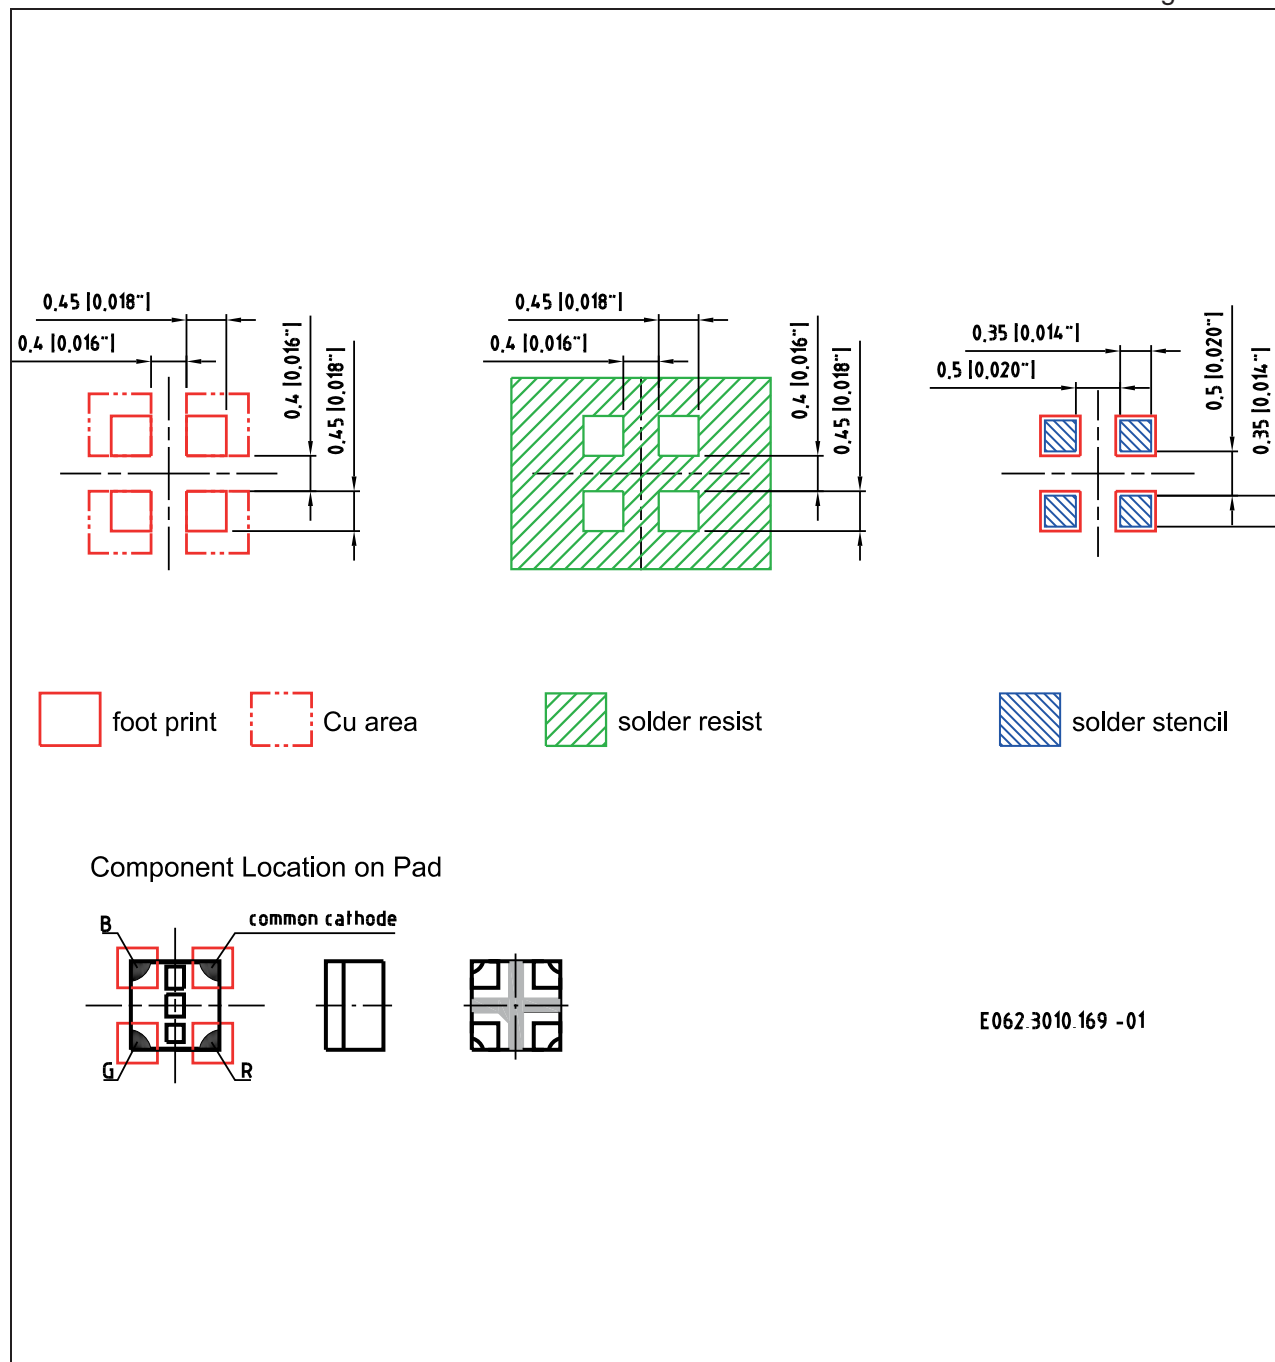 0.45 [0.018"]
0.4 [0.016"]
0.4 [0.016"]
0.45 [0.018"]
0.45 [0.018"]
0.4 [0.016"]
0.4 [0.016"]
0.45 [0.018"]
0.35 [0.014"]
0.5 [0.020"]
0.5 [0.020"]
0.35 [0.014"]
foot print
Cu area
solder resist
solder stencil
Component Location on Pad
B
common cathode
G
R
E062.3010.169 -01